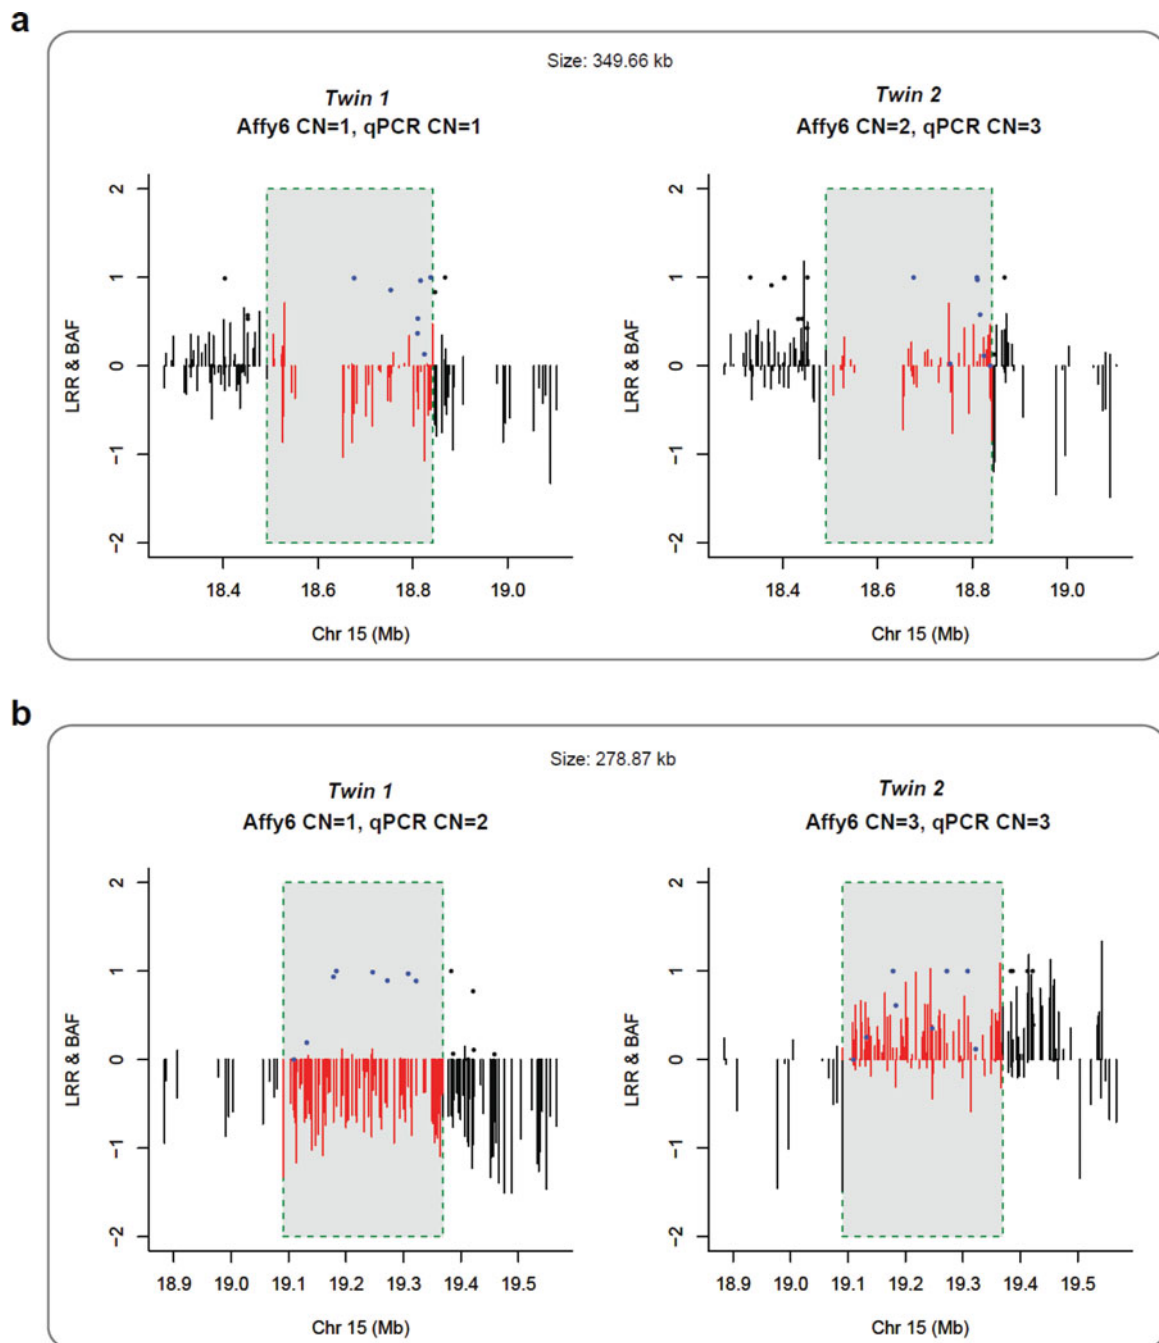 a
Size: 349.66 kb
Twin 1
Affy6 CN=1, qPCR CN=1
Twin 2
Affy6 CN=2, qPCR CN=3
LRR & BAF
2
1
0
−1
−2
18.4 18.6 18.8 19.0
Chr 15 (Mb)
LRR & BAF
2
1
0
−1
−2
18.4 18.6 18.8 19.0
Chr 15 (Mb)
b
Size: 278.87 kb
Twin 1
Affy6 CN=1, qPCR CN=2
Twin 2
Affy6 CN=3, qPCR CN=3
LRR & BAF
2
1
0
−1
−2
18.9 19.0 19.1 19.2 19.3 19.4 19.5
Chr 15 (Mb)
LRR & BAF
2
1
0
−1
−2
18.9 19.0 19.1 19.2 19.3 19.4 19.5
Chr 15 (Mb)